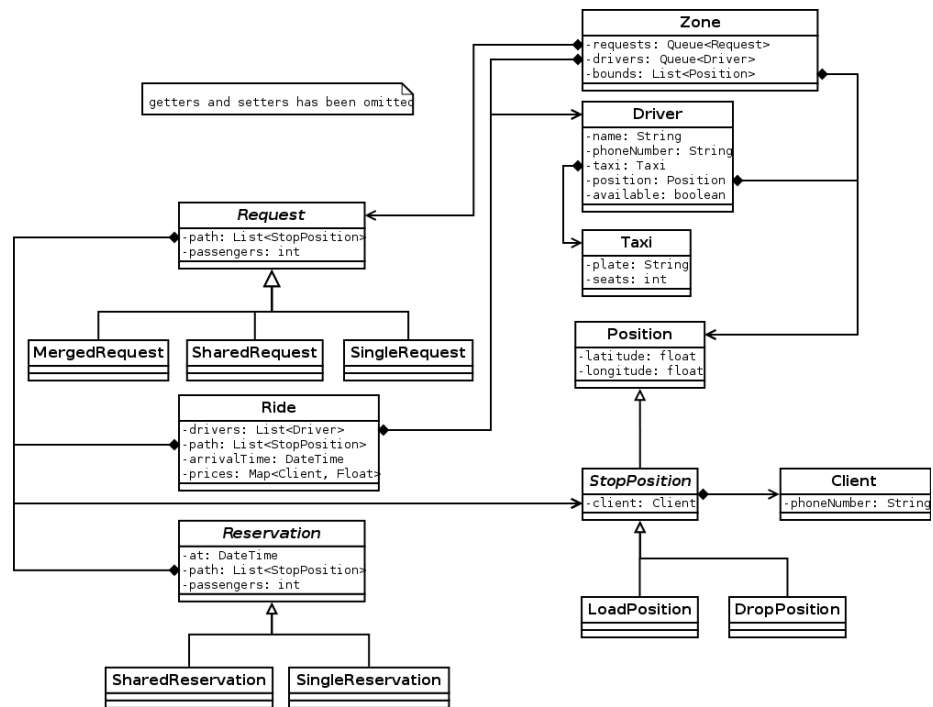 Zone
-requests: Queue<Request>
-drivers: Queue<Driver>
-bounds: List<Position>
getters and setters has been omitted
Driver
-name: String
-phoneNumber: String
-taxi: Taxi
-position: Position
-available: boolean
Request
-path: List<StopPosition>
-passengers: int
Taxi
-plate: String
-seats: int
MergedRequest
SharedRequest
SingleRequest
Position
-latitude: float
-longitude: float
Ride
-drivers: List<Driver>
-path: List<StopPosition>
-arrivalTime: DateTime
-prices: Map<Client, Float>
StopPosition
-client: Client
Client
-phoneNumber: String
Reservation
-at: DateTime
-path: List<StopPosition>
-passengers: int
LoadPosition
DropPosition
SharedReservation
SingleReservation